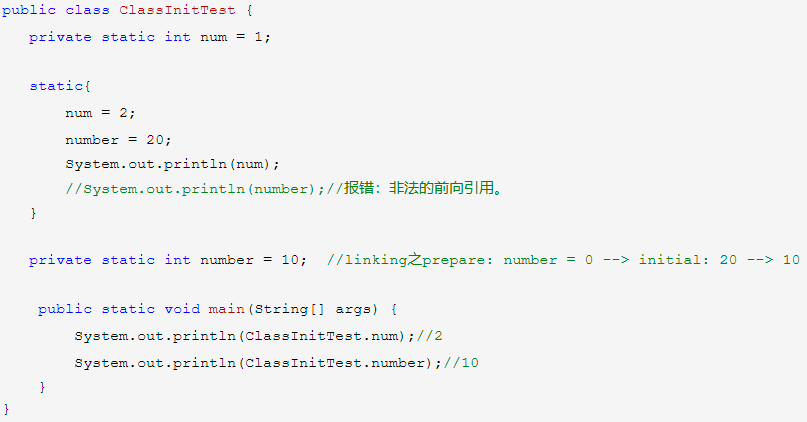 public class ClassInitTest {
   private static int num = 1;

   static{
       num = 2;
       number = 20;
       System.out.println(num);
       //System.out.println(number);//报错：非法的前向引用。
   }

   private static int number = 10;  //linking之prepare: number = 0 --> initial: 20 --> 10

    public static void main(String[] args) {
        System.out.println(ClassInitTest.num);//2
        System.out.println(ClassInitTest.number);//10
    }
}